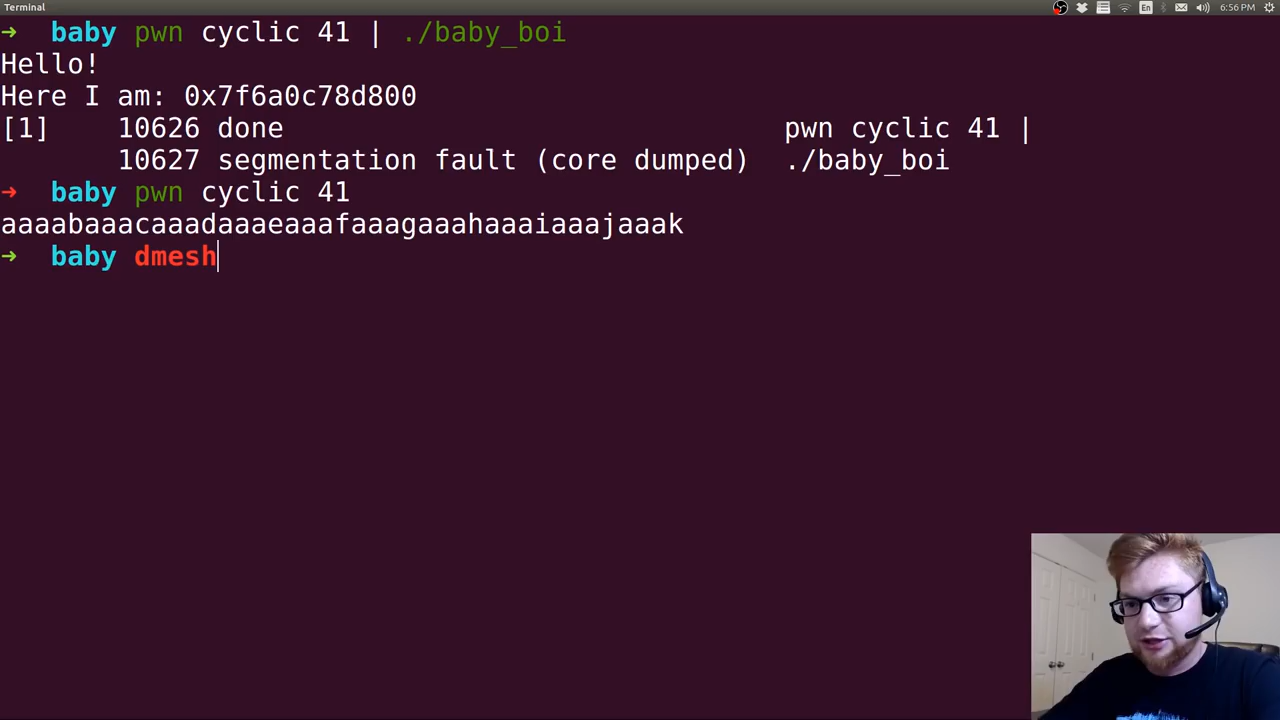 Terminal
En
6:56 PM
➜ baby pwn cyclic 41 | ./baby_boi
Hello!
Here I am: 0x7f6a0c78d800
[1] 10626 done pwn cyclic 41 |
10627 segmentation fault (core dumped) ./baby_boi
➜ baby pwn cyclic 41
aaaabaaacaaadaaaeaaafaaagaaahaaaiaaajaaak
➜ baby dmesh